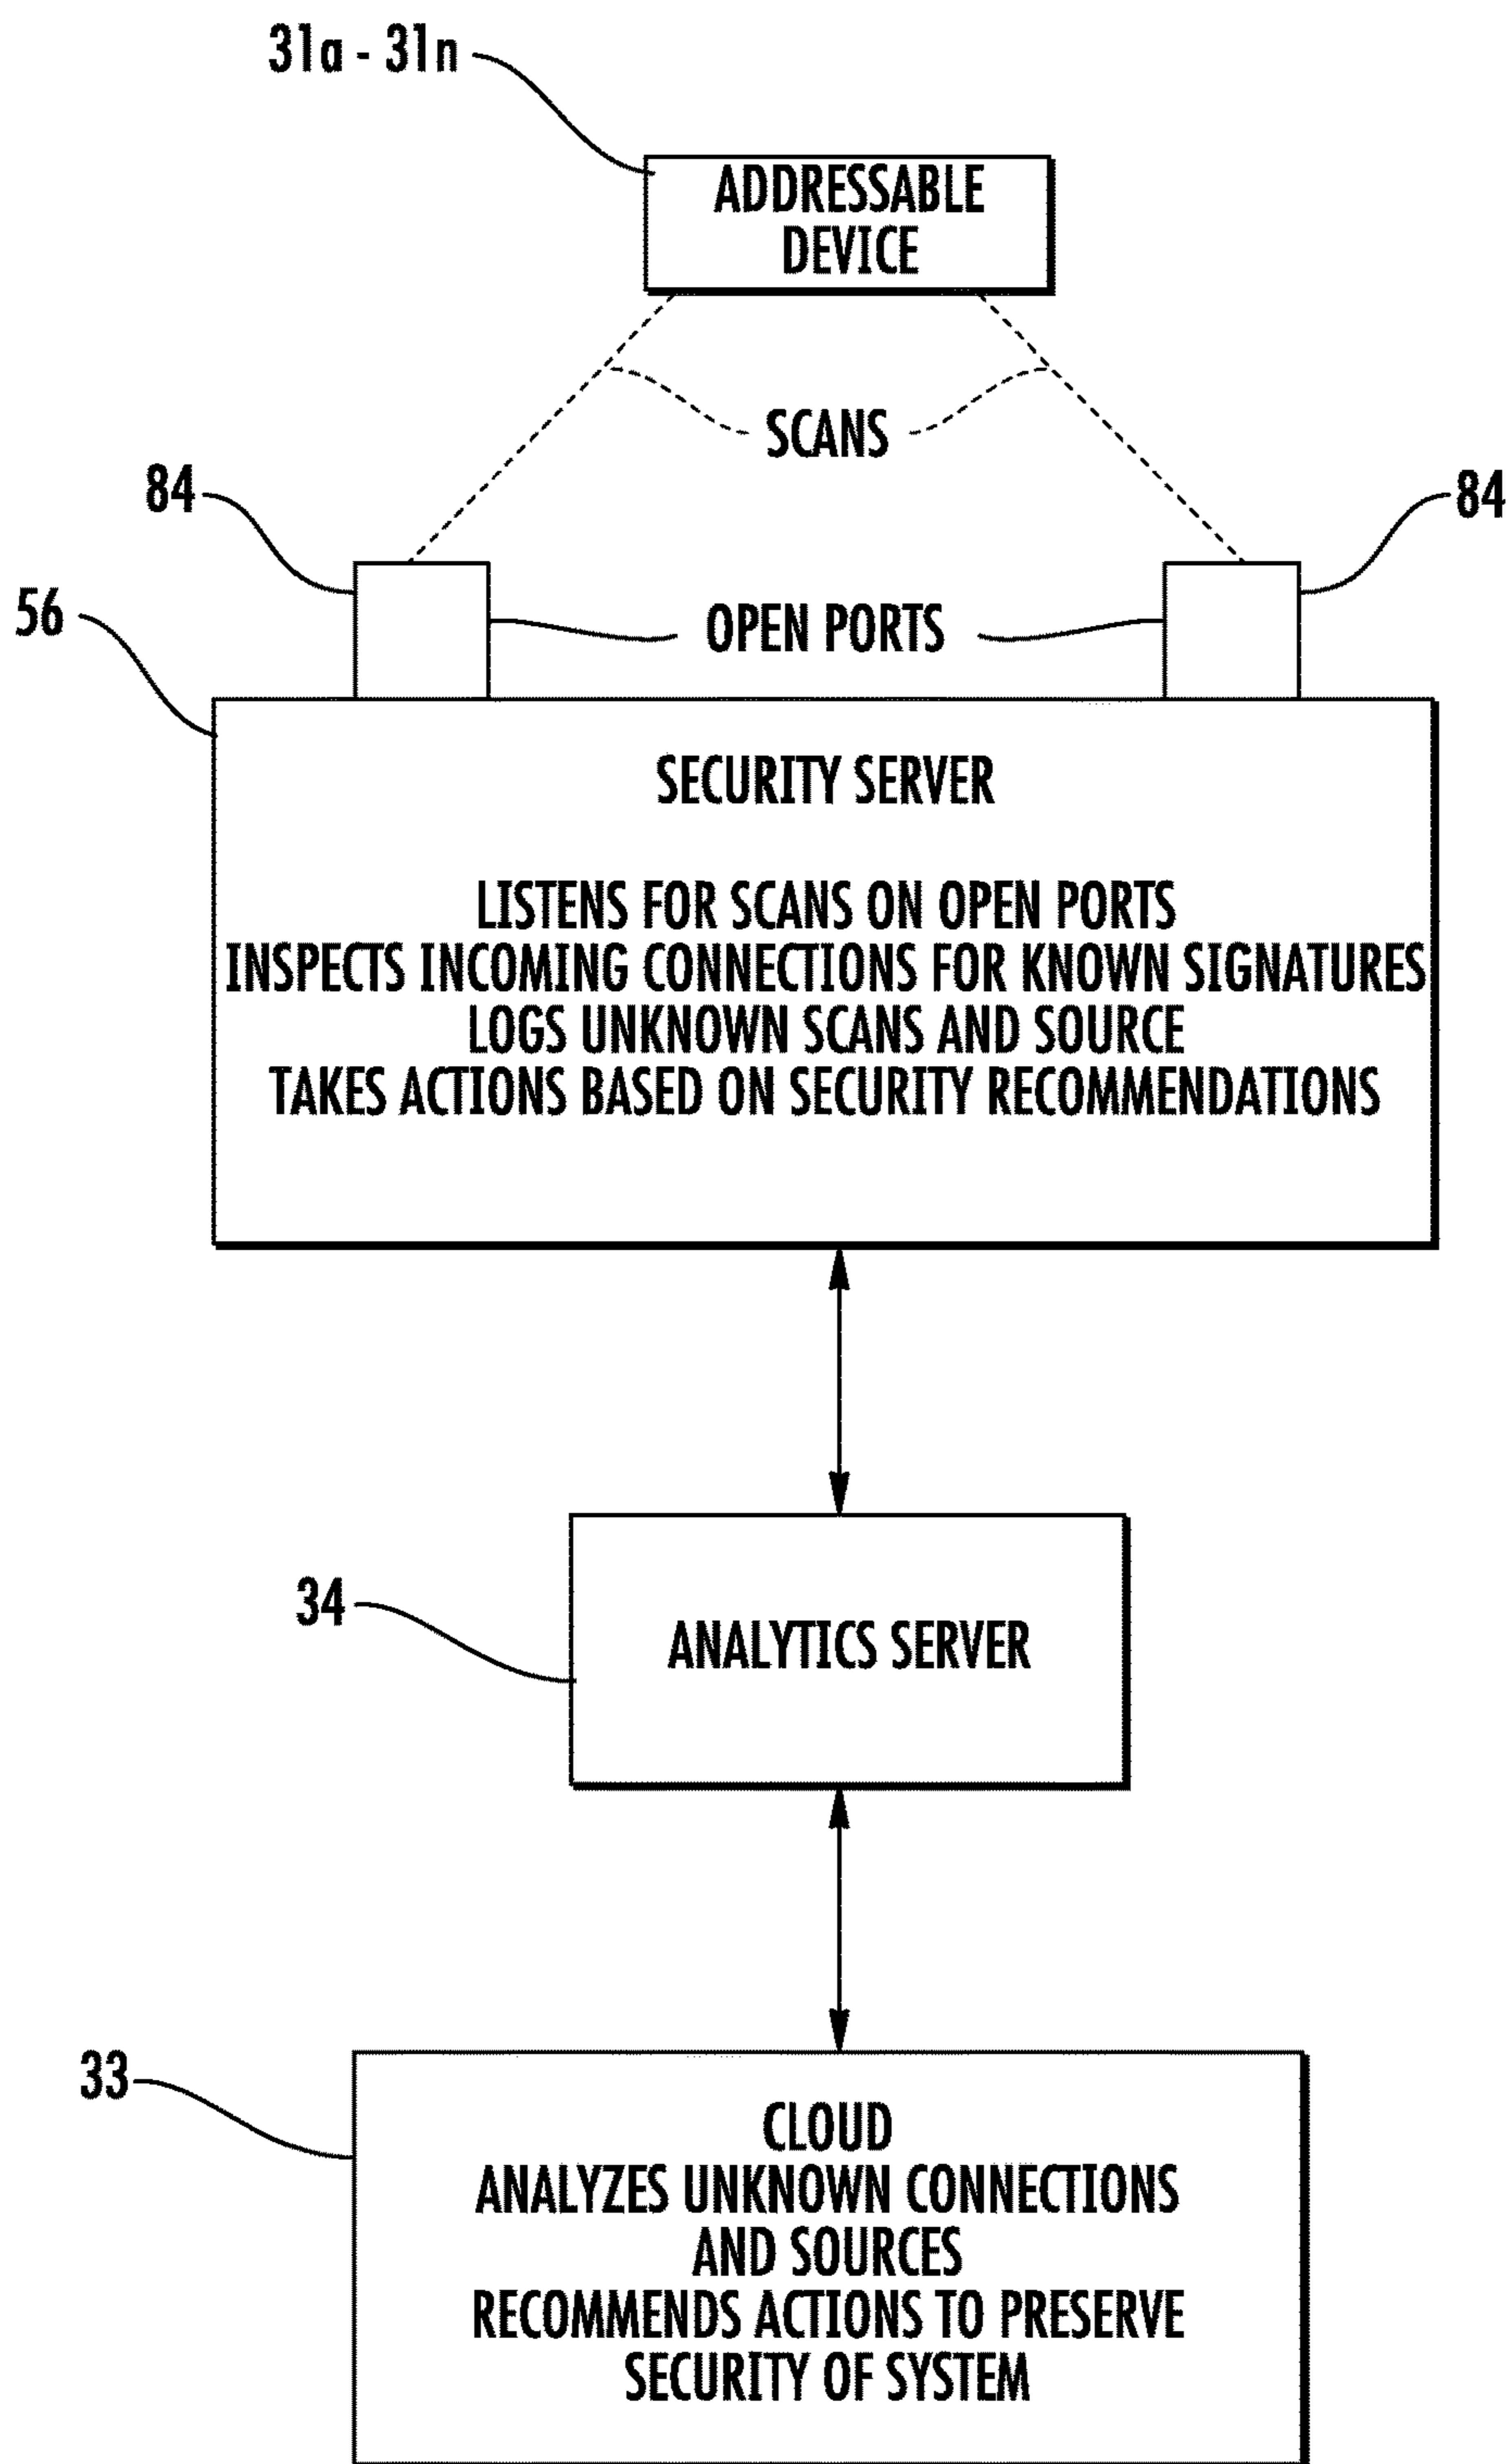 31a - 31n
ADDRESSABLE
DEVICE
SCANS
84
84
56
OPEN PORTS
SECURITY SERVER
LISTENS FOR SCANS ON OPEN PORTS
INSPECTS INCOMING CONNECTIONS FOR KNOWN SIGNATURES
LOGS UNKNOWN SCANS AND SOURCE
TAKES ACTIONS BASED ON SECURITY RECOMMENDATIONS
34
ANALYTICS SERVER
33
CLOUD
ANALYZES UNKNOWN CONNECTIONS
AND SOURCES
RECOMMENDS ACTIONS TO PRESERVE
SECURITY OF SYSTEM